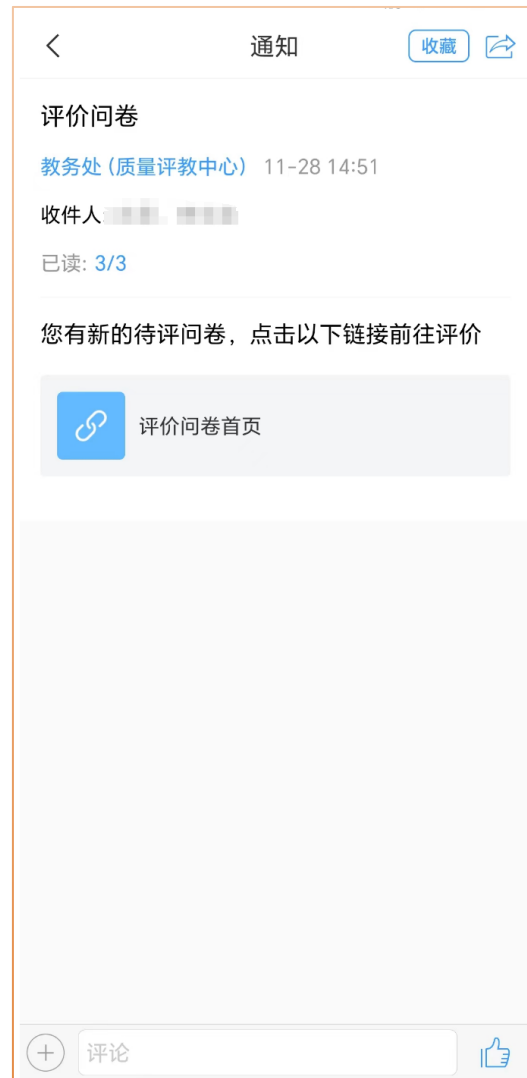 通知
收藏
评价问卷
教务处(质量评教中心) 11-28 14:51
收件人
已读: 3/3
您有新的待评问卷，点击以下链接前往评价
评价问卷首页
评论